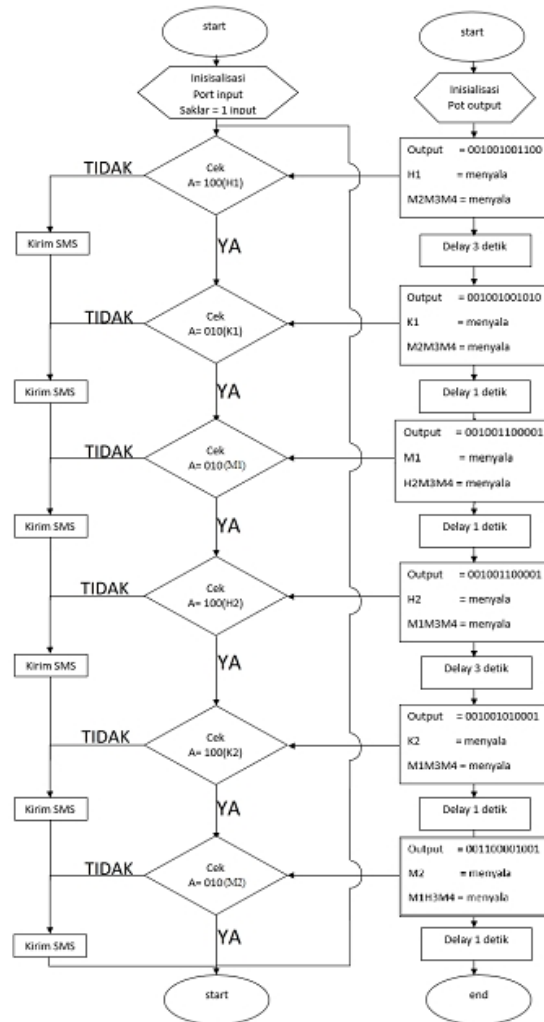 start
Inisisalisasi
Port input
Saklar = 1 input
TIDAK
Cek
A= 100(H1)
YA
Kirim SMS
TIDAK
Cek
A= 010(K1)
YA
Kirim SMS
TIDAK
Cek
A= 010(M1)
YA
Kirim SMS
TIDAK
Cek
A= 100(H2)
YA
Kirim SMS
TIDAK
Cek
A= 100(K2)
YA
Kirim SMS
TIDAK
Cek
A= 010(M2)
YA
Kirim SMS
start
start
Inisialisasi
Pot output
Output = 001001001100
H1 = menyala
M2M3M4 = menyala
Delay 3 detik
Output = 001001001010
K1 = menyala
M2M3M4 = menyala
Delay 1 detik
Output = 001001100001
M1 = menyala
H2M3M4 = menyala
Delay 1 detik
Output = 001001100001
H2 = menyala
M1M3M4 = menyala
Delay 3 detik
Output = 001001010001
K2 = menyala
M1M3M4 = menyala
Delay 1 detik
Output = 001100001001
M2 = menyala
M1H3M4 = menyala
Delay 1 detik
end